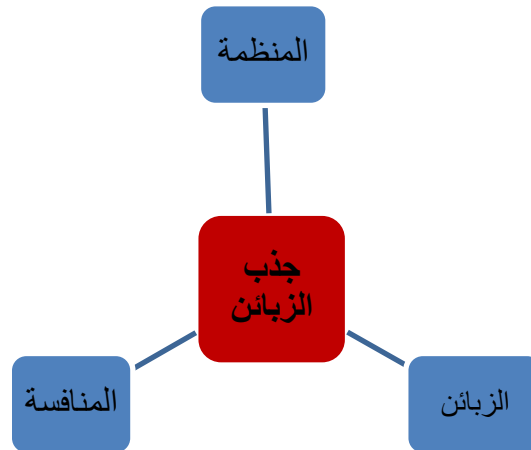 المنظمة
جذب
الزبائن
الزبائن
المنافسة